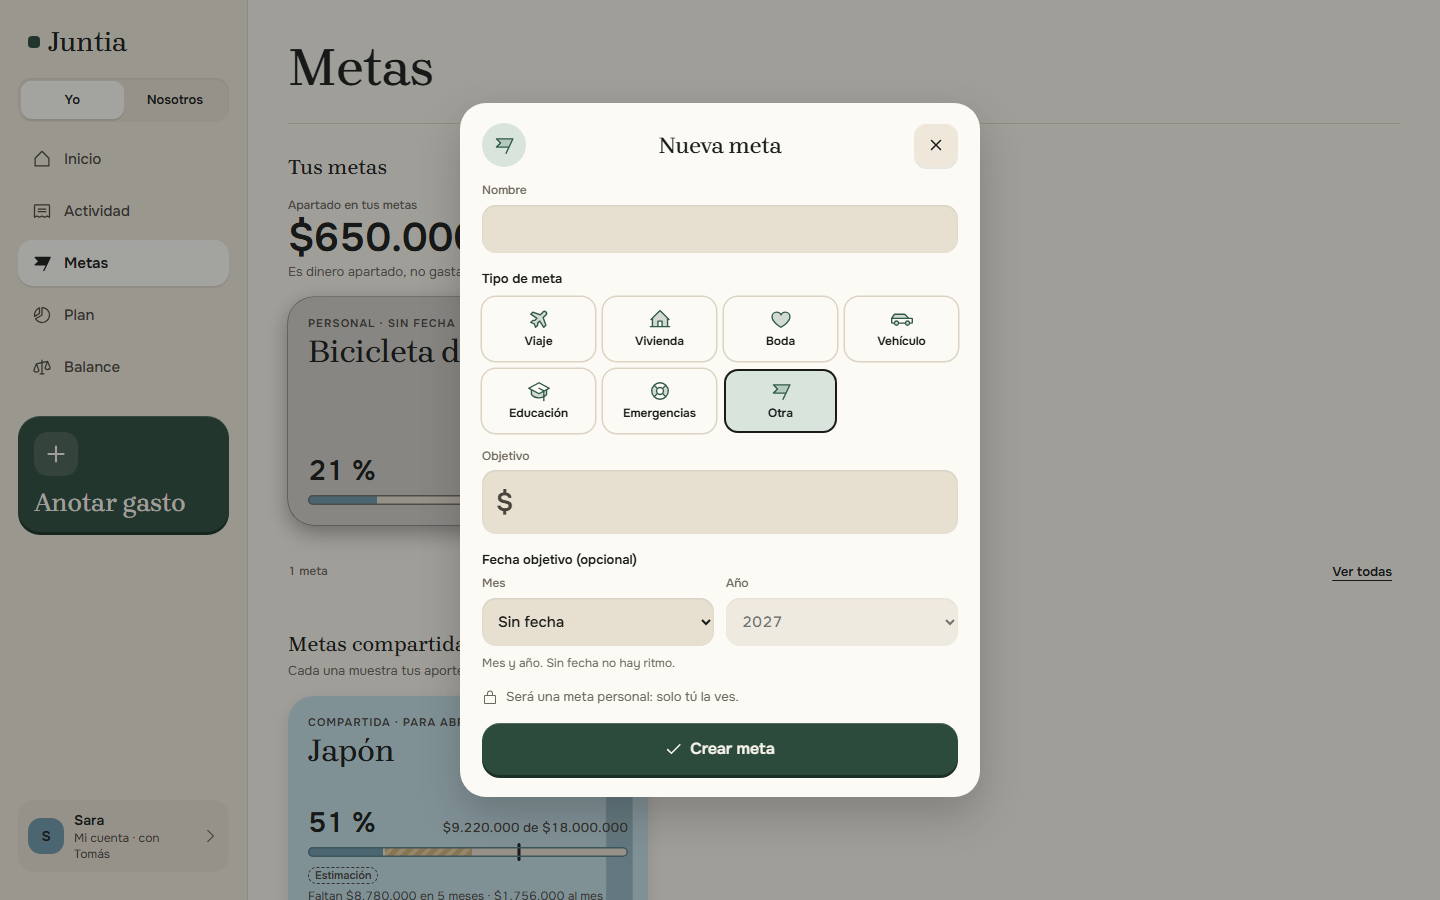 Juntia
Yo
Nosotros
Inicio
Actividad
Metas
Plan
Balance
Anotar gasto
Sara
Mi cuenta · con
Tomás
S
Metas
Tus metas
Apartado en tus metas
$650.00
Es dinero apartado, no gasta
PERSONAL · SIN FECHA
Bicicleta d
21 %
1 meta
Ver todas
Metas compartida
Cada una muestra tus aporte
COMPARTIDA · PARA ABR
Japón
51 %
$9.220.000 de $18.000.000
Estimación
Faltan $8.780.000 en 5 meses · $1.756.000 al mes
Nueva meta
Nombre
Tipo de meta
Viaje
Vivienda
Boda
Vehículo
Educación
Emergencias
Otra
Objetivo
$
Fecha objetivo (opcional)
Mes
Año
Sin fecha
2027
Mes y año. Sin fecha no hay ritmo.
Será una meta personal: solo tú la ves.
Crear meta